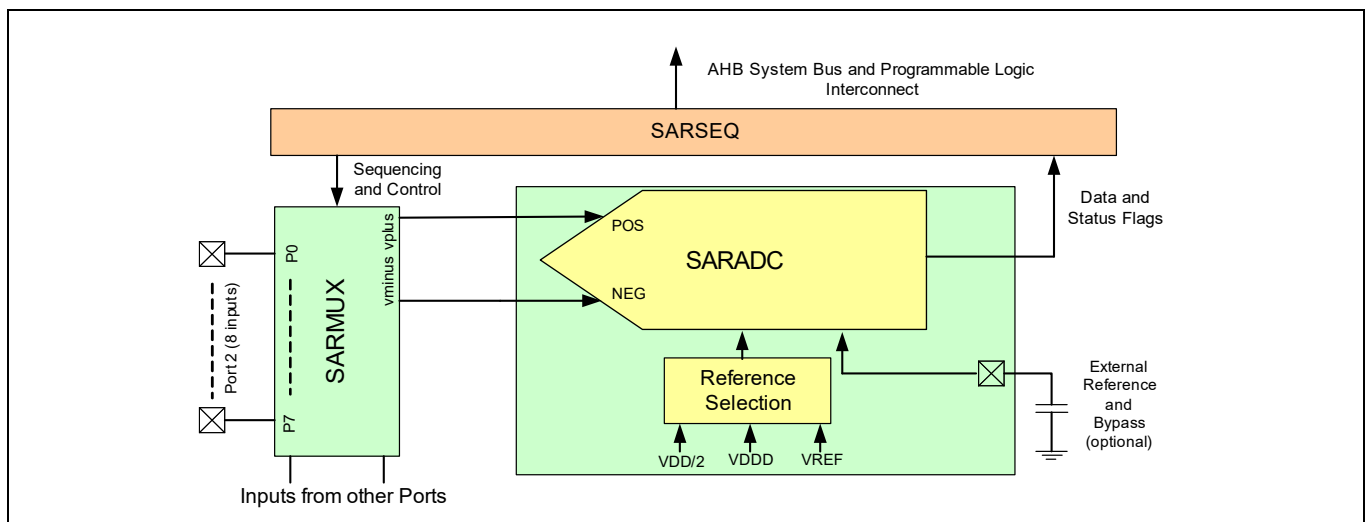 AHB System Bus and Programmable Logic
Interconnect
SARSEQ
Sequencing
and Control
Data and
Status Flags
vminus vplus
POS
SARADC
NEG
P0
Port 2 (8 inputs)
SARMUX
P7
Reference
Selection
External
Reference
and
Bypass
(optional)
VDD/2
VDDD
VREF
Inputs from other Ports